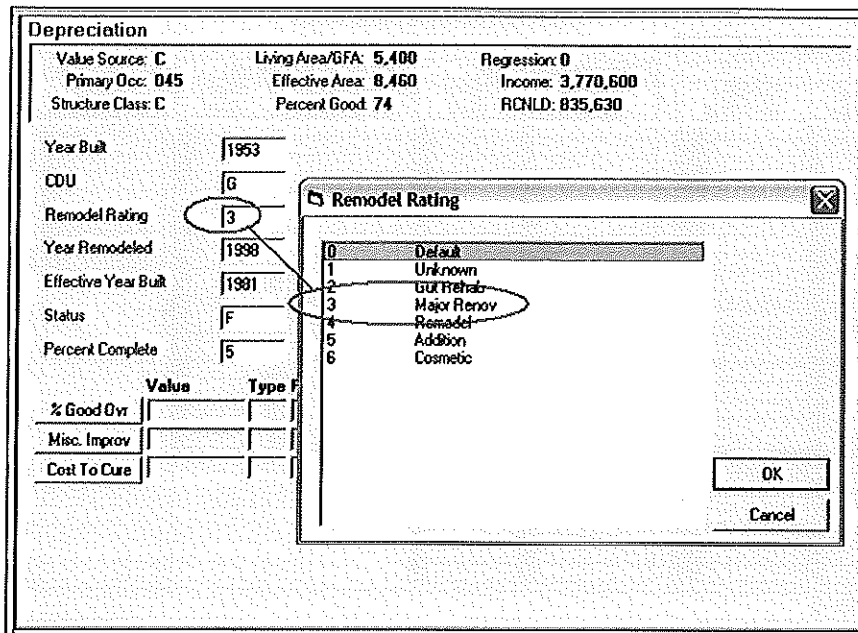 Depreciation
Value Source: C Living Area/GFA: 5,400 Regression: 0
Primary Occ: 045 Effective Area: 8,460 Income: 3,770,600
Structure Class: C Percent Good: 74 RCNLD: 835,630
Year Built 1953
CDU G
Remodel Rating 3
Year Remodeled 1998
Effective Year Built 1981
Status F
Percent Complete 5
Value Type F
% Good Ovr
Misc. Improv
Cost To Cure
Remodel Rating
0 Default
1 Unknown
2 Gut Rehab
3 Major Renov
4 Remodel
5 Addition
6 Cosmetic
OK
Cancel